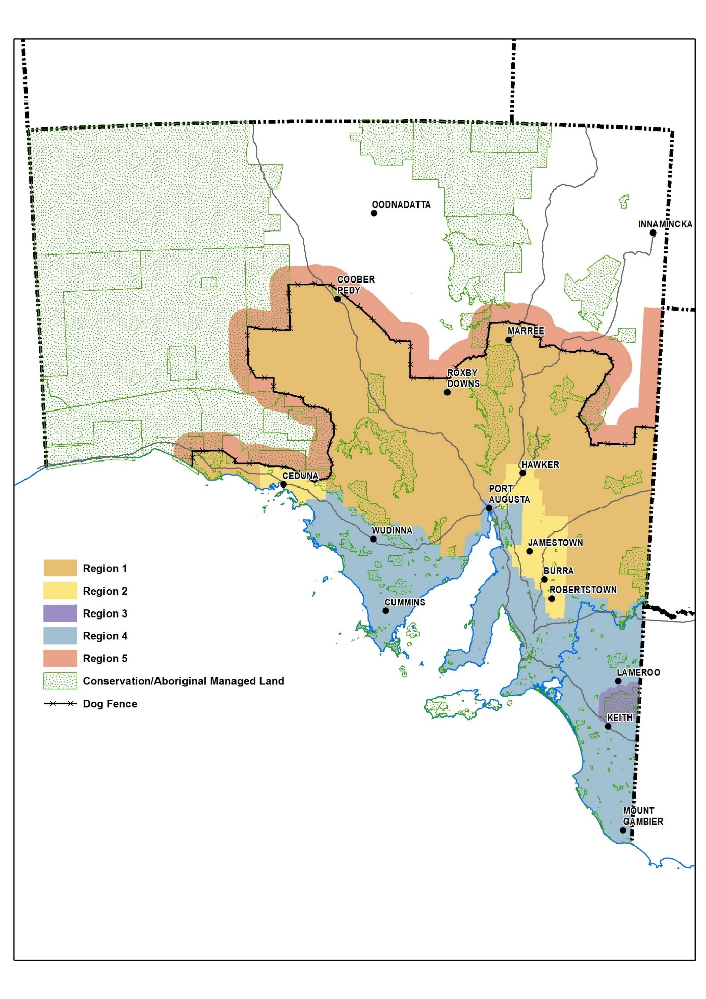 OODNADATTA
INNAMINCKA
COOBER
PEDY
MARREE
ROXBY
DOWNS
HAWKER
CEDUNA
PORT
AUGUSTA
WUDINNA
JAMESTOWN
BURRA
ROBERTSTOWN
CUMMINS
LAMEROO
KEITH
MOUNT
GAMBIER
Region 1
Region 2
Region 3
Region 4
Region 5
Conservation/Aboriginal Managed Land
Dog Fence